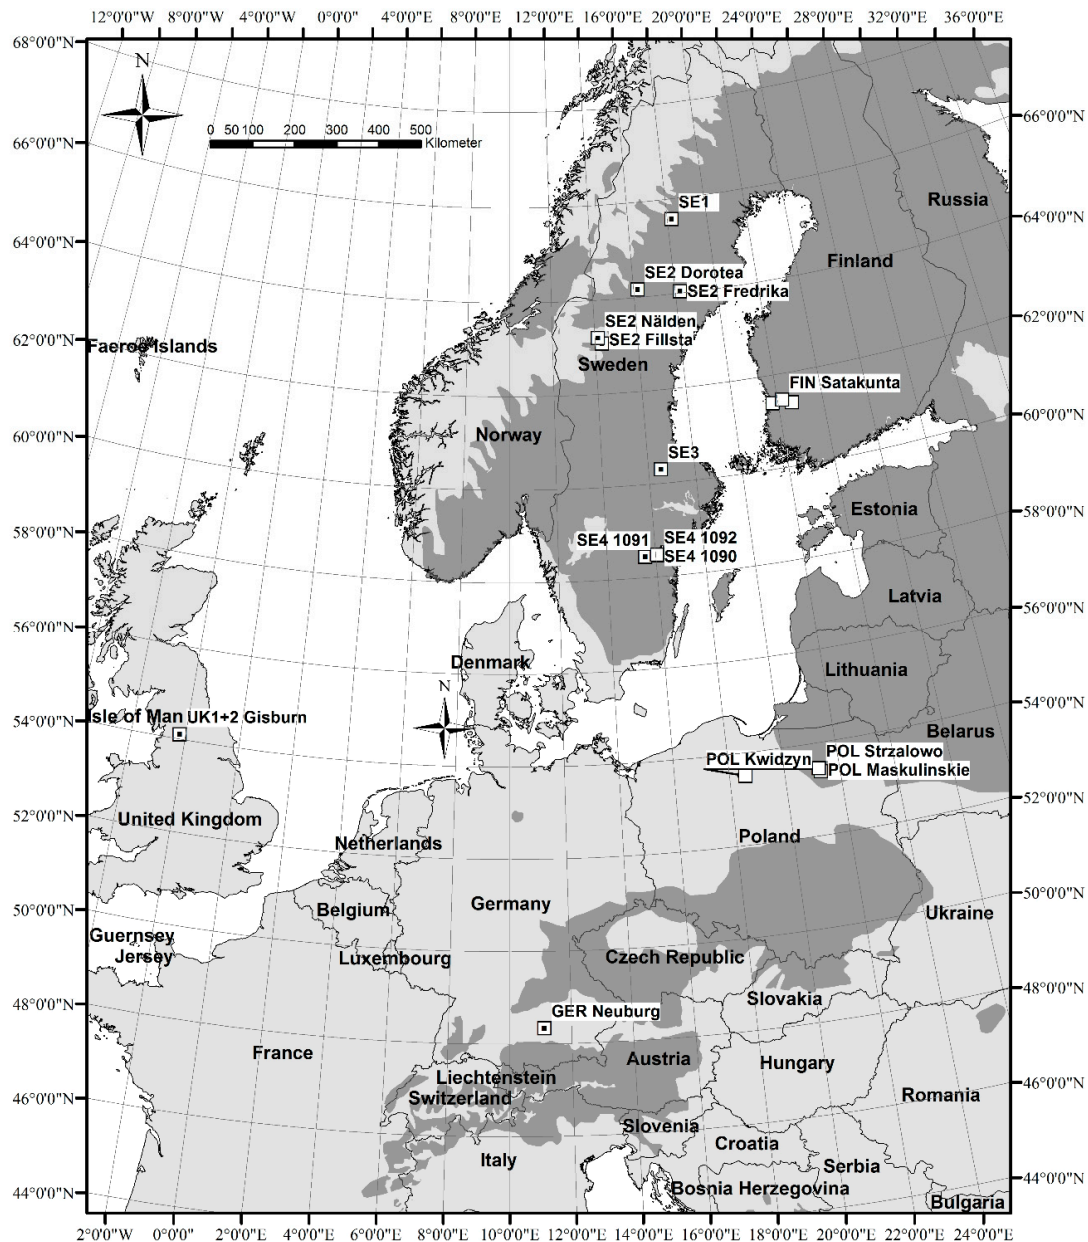 12°0'0"W 8°0'0"W 4°0'0"W 0°0'0" 4°0'0"E 8°0'0"E 12°0'0"E 16°0'0"E 20°0'0"E 24°0'0"E 28°0'0"E 32°0'0"E 36°0'0"E
68°0'0"N
N
66°0'0"N
66°0'0"N
0 50 100 200 300 400 500
Kilometer
Russia
SE1
64°0'0"N
64°0'0"N
Finland
SE2 Dorotea
SE2 Fredrika
62°0'0"N
SE2 Nälden
SE2 Fillsta
62°0'0"N
Faeroe Islands
Sweden
FIN Satakunta
60°0'0"N
60°0'0"N
Norway
SE3
58°0'0"N
Estonia
58°0'0"N
SE4 1091
SE4 1092
SE4 1090
Latvia
56°0'0"N
56°0'0"N
Denmark
Lithuania
N
54°0'0"N
54°0'0"N
Isle of Man
UK1+2 Gisburn
Belarus
POL Kwidzyn
POL Strzalowo
POL Maskulinskie
52°0'0"N
52°0'0"N
United Kingdom
Poland
Netherlands
50°0'0"N
50°0'0"N
Belgium
Germany
Ukraine
Guernsey
Jersey
Luxembourg
Czech Republic
48°0'0"N
48°0'0"N
Slovakia
GER Neuburg
France
Austria
Hungary
46°0'0"N
46°0'0"N
Liechtenstein
Switzerland
Romania
Slovenia
Croatia
Italy
Serbia
44°0'0"N
44°0'0"N
Bosnia Herzegovina
Bulgaria
2°0'0"W 0°0'0" 2°0'0"E 4°0'0"E 6°0'0"E 8°0'0"E 10°0'0"E 12°0'0"E 14°0'0"E 16°0'0"E 18°0'0"E 20°0'0"E 22°0'0"E 24°0'0"E